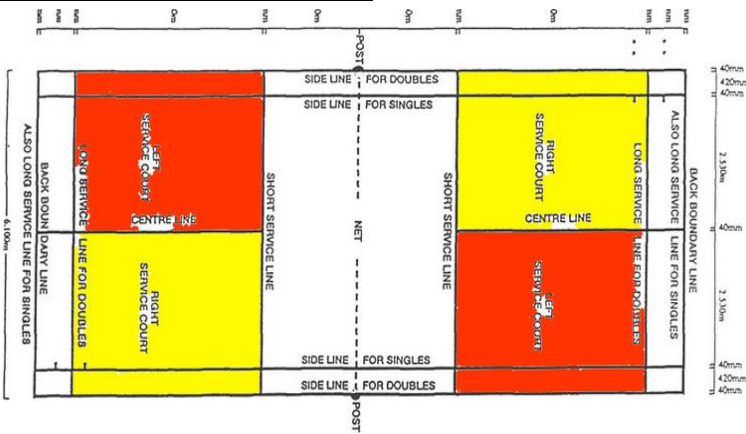 POST
SIDE LINE FOR DOUBLES
SIDE LINE FOR SINGLES
LEFT
SERVICE COURT
RIGHT
SERVICE COURT
CENTRE LINE
CENTRE LINE
RIGHT
SERVICE COURT
LEFT
SERVICE COURT
LONG SERVICE LINE FOR DOUBLES
BACK BOUNDARY LINE
ALSO LONG SERVICE LINE FOR SINGLES
6.100m
SHORT SERVICE LINE
NET
SHORT SERVICE LINE
LONG SERVICE LINE FOR DOUBLES
ALSO LONG SERVICE LINE FOR SINGLES
BACK BOUNDARY LINE
40mm
420mm
40mm
2.530m
40mm
2.530m
40mm
420mm
40mm
SIDE LINE FOR SINGLES
SIDE LINE FOR DOUBLES
POST